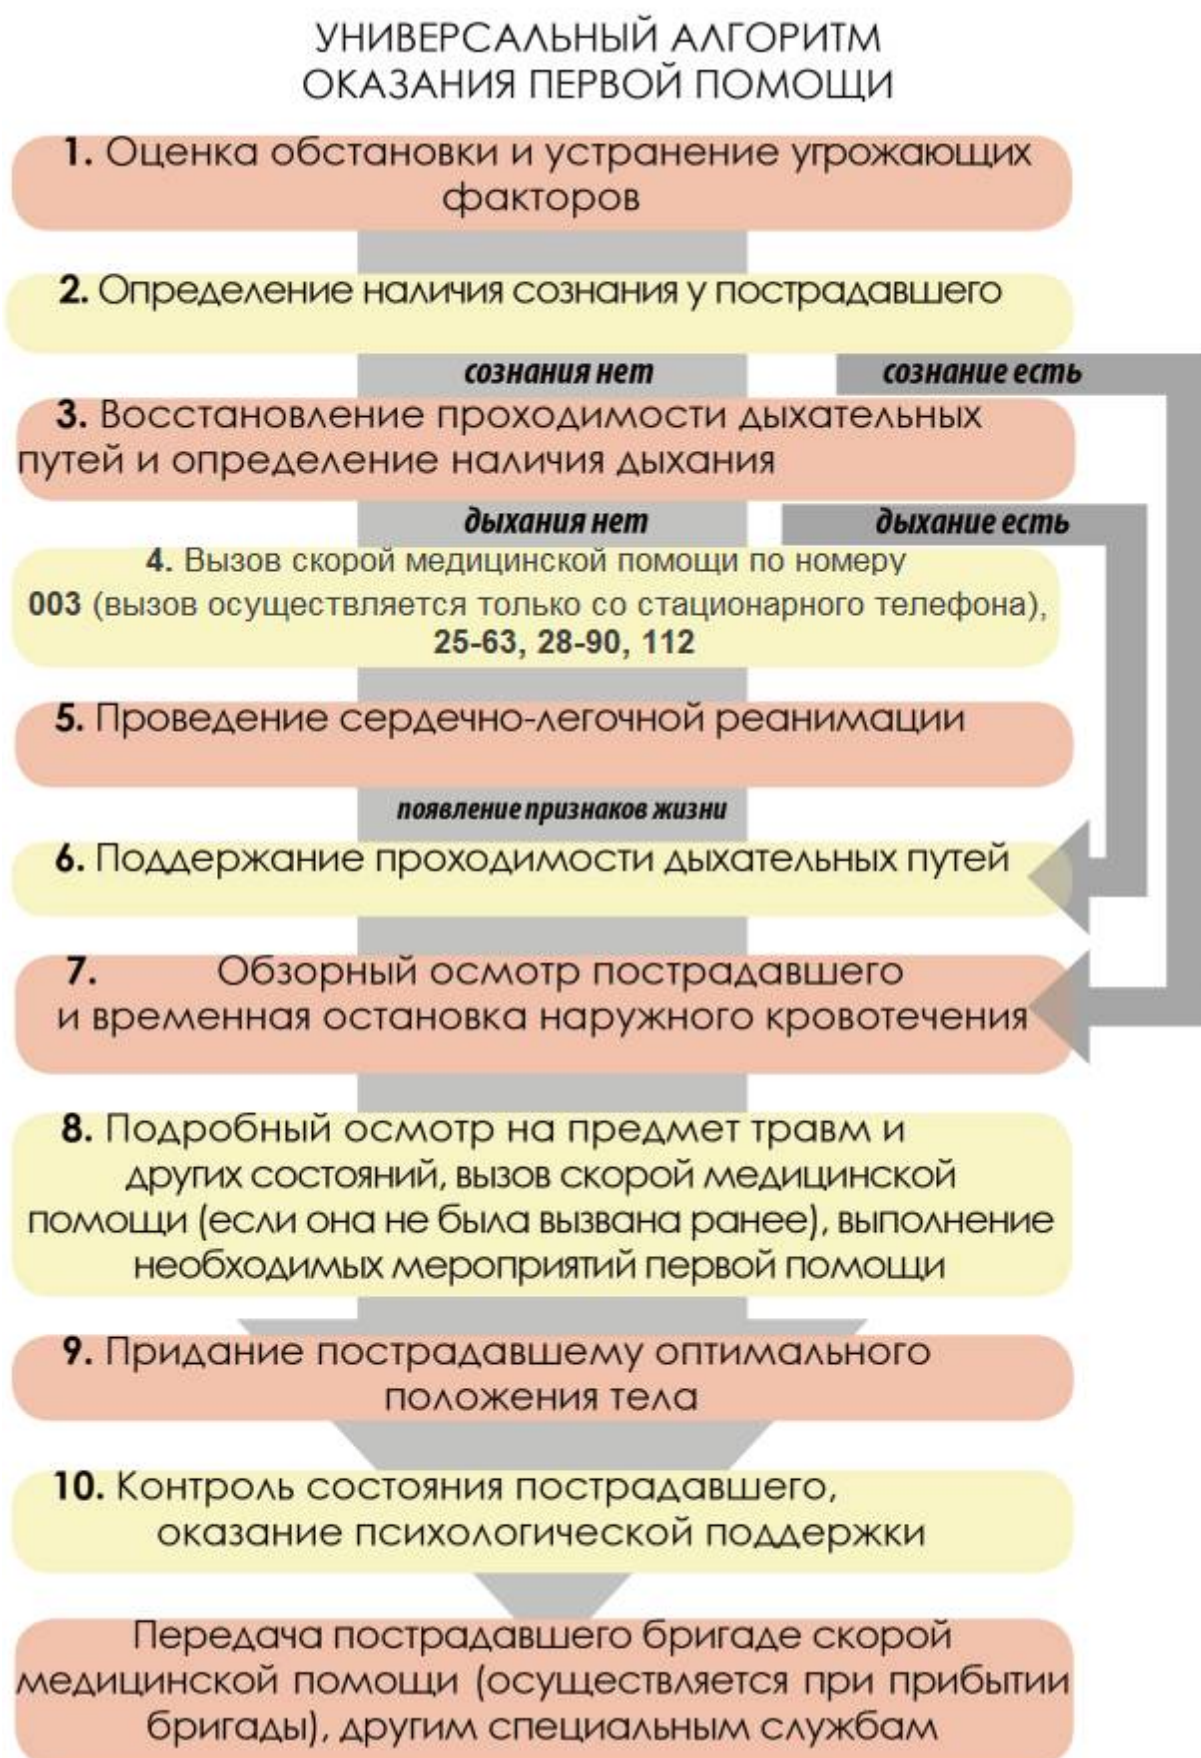 УНИВЕРСАЛЬНЫЙ АЛГОРИТМ
ОКАЗАНИЯ ПЕРВОЙ ПОМОЩИ
1. Оценка обстановки и устранение угрожающих
факторов
2. Определение наличия сознания у пострадавшего
сознания нет
сознание есть
3. Восстановление проходимости дыхательных
путей и определение наличия дыхания
дыхания нет
дыхание есть
4. Вызов скорой медицинской помощи по номеру
003 (вызов осуществляется только со стационарного телефона),
25-63, 28-90, 112
5. Проведение сердечно-легочной реанимации
появление признаков жизни
6. Поддержание проходимости дыхательных путей
7. Обзорный осмотр пострадавшего
и временная остановка наружного кровотечения
8. Подробный осмотр на предмет травм и
других состояний, вызов скорой медицинской
помощи (если она не была вызвана ранее), выполнение
необходимых мероприятий первой помощи
9. Придание пострадавшему оптимального
положения тела
10. Контроль состояния пострадавшего,
оказание психологической поддержки
Передача пострадавшего бригаде скорой
медицинской помощи (осуществляется при прибытии
бригады), другим специальным службам